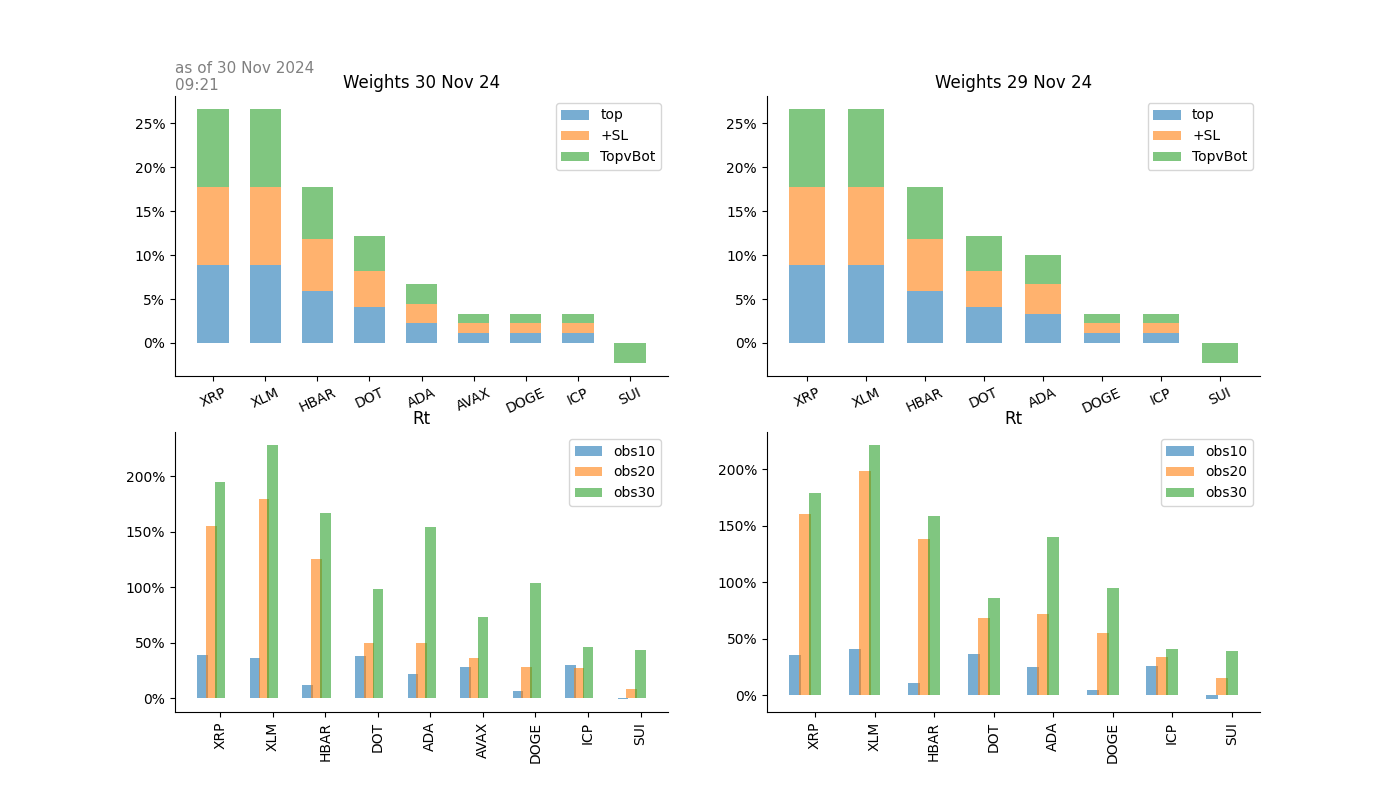 as of 30 Nov 2024
09:21
Weights 30 Nov 24
25%
20%
15%
10%
5%
0%
top
+SL
TopvBot
XRP XLM HBAR DOT ADA AVAX DOGE ICP SUI
Weights 29 Nov 24
25%
20%
15%
10%
5%
0%
top
+SL
TopvBot
XRP XLM HBAR DOT ADA DOGE ICP SUI
Rt
200%
150%
100%
50%
0%
obs10
obs20
obs30
XRP XLM HBAR DOT ADA AVAX DOGE ICP SUI
Rt
200%
150%
100%
50%
0%
obs10
obs20
obs30
XRP XLM HBAR DOT ADA DOGE ICP SUI